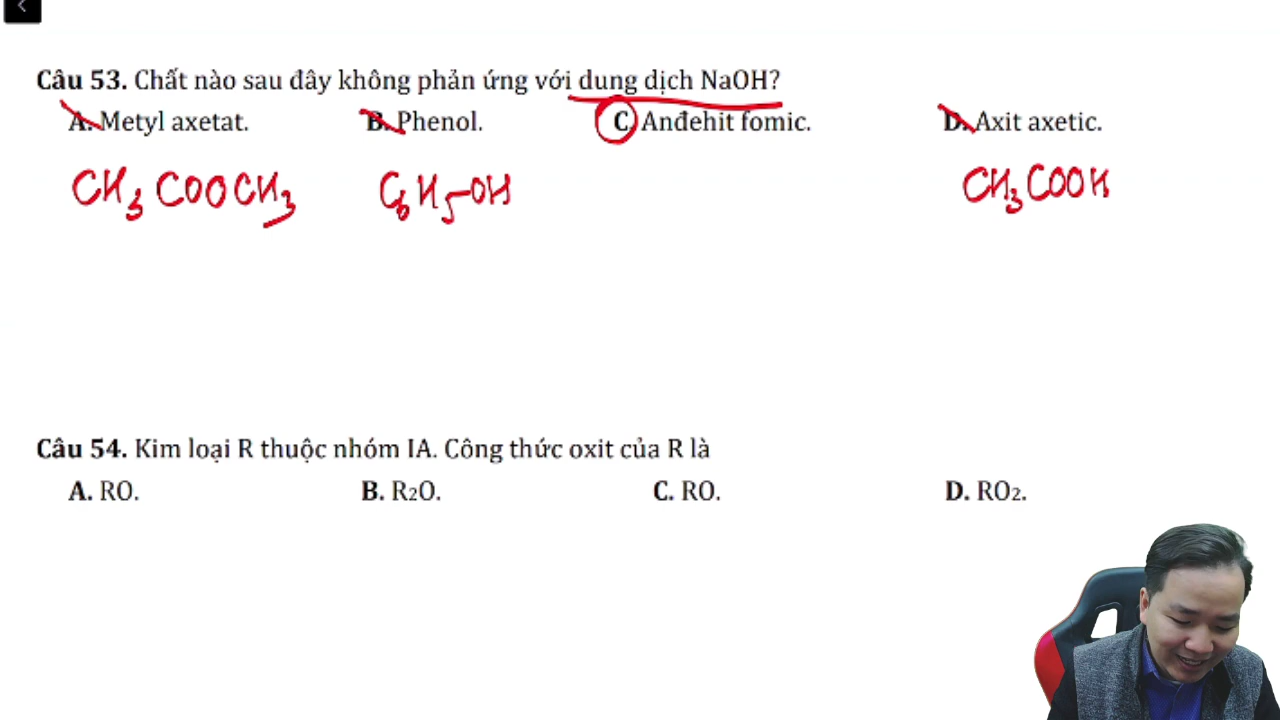 Câu 53. Chất nào sau đây không phản ứng với dung dịch NaOH?
A. Metyl axetat. B. Phenol. C. Anđehit fomic. D. Axit axetic.
CH3COOCH3 C6H5-OH CH3COOH
Câu 54. Kim loại R thuộc nhóm IA. Công thức oxit của R là
A. RO. B. R2O. C. RO. D. RO2.